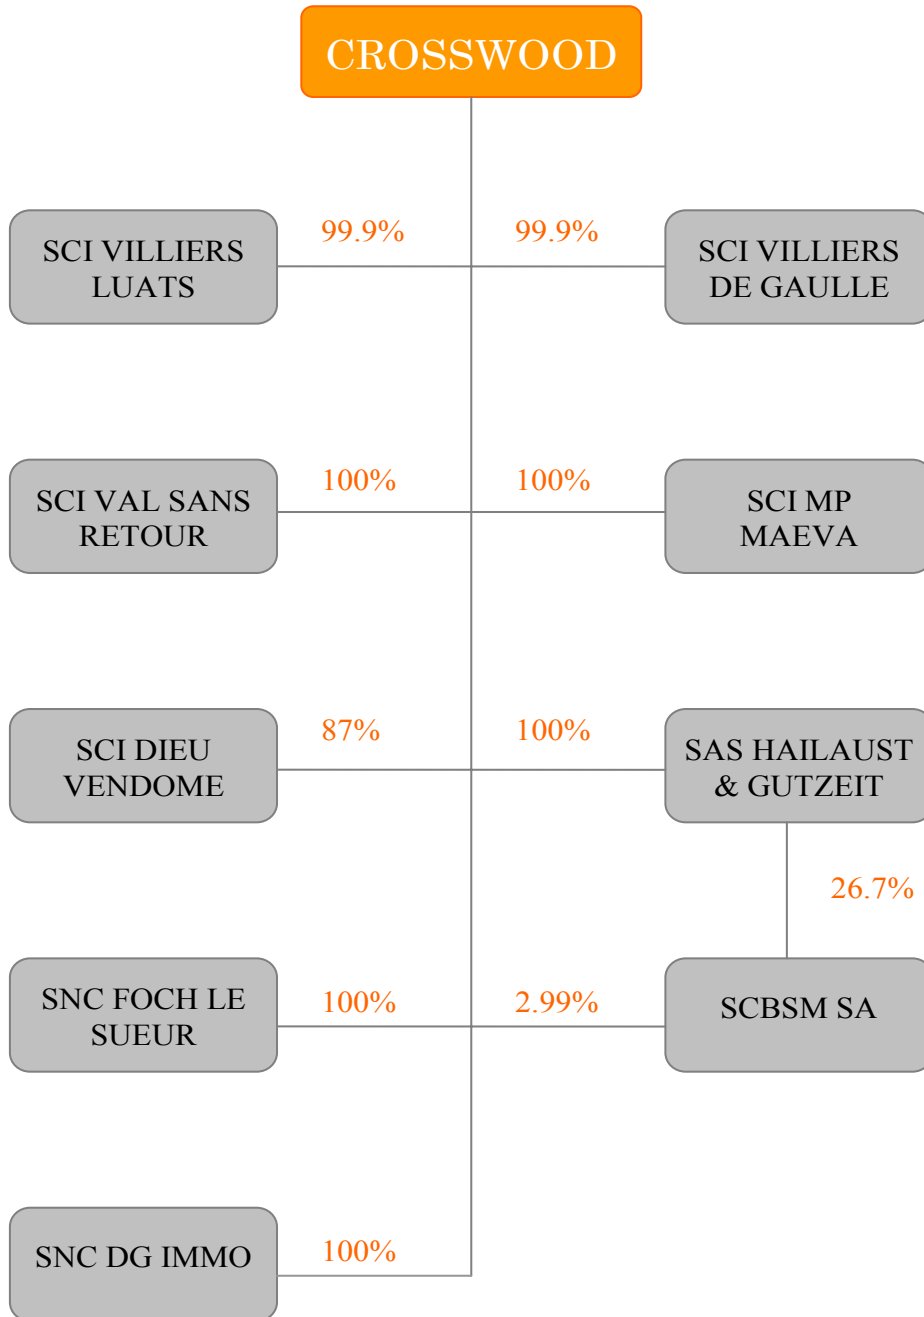 CROSSWOOD
99.9%
99.9%
SCI VILLIERS
LUATS
SCI VILLIERS
DE GAULLE
100%
100%
SCI VAL SANS
RETOUR
SCI MP
MAEVA
87%
100%
SCI DIEU
VENDOME
SAS HAILAUST
& GUTZEIT
26.7%
SNC FOCH LE
SUEUR
100%
2.99%
SCBSM SA
SNC DG IMMO
100%